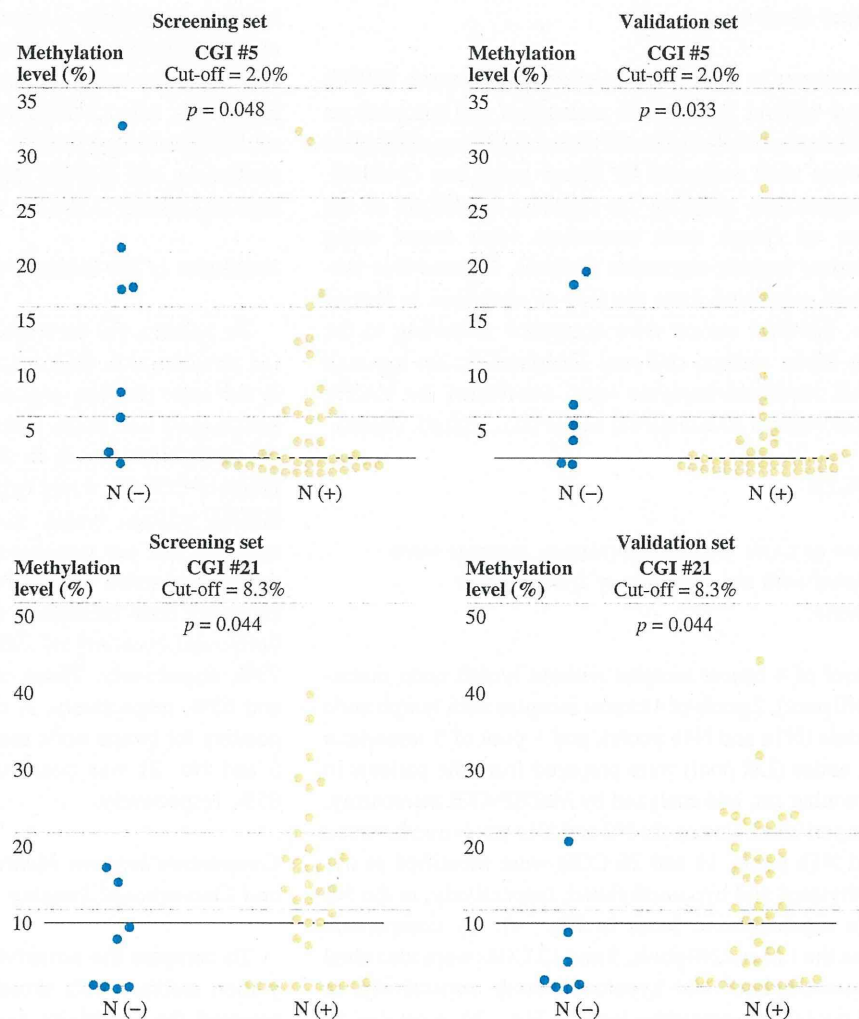 Screening set
Methylation level (%)
CGI #5
Cut-off = 2.0%
p = 0.048
35
30
25
20
15
10
5
N (−)
N (+)
Validation set
Methylation level (%)
CGI #5
Cut-off = 2.0%
p = 0.033
35
30
25
20
15
10
5
N (−)
N (+)
Screening set
Methylation level (%)
CGI #21
Cut-off = 8.3%
p = 0.044
50
40
30
20
10
N (−)
N (+)
Validation set
Methylation level (%)
CGI #21
Cut-off = 8.3%
p = 0.044
50
40
30
20
10
N (−)
N (+)